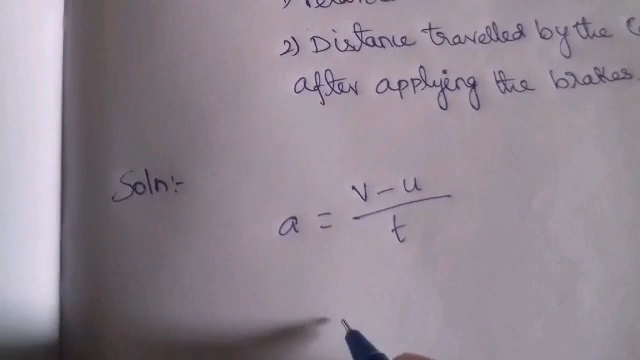 2) Distance travelled by the
after applying the brakes.
Soln:-
a = v - u / t